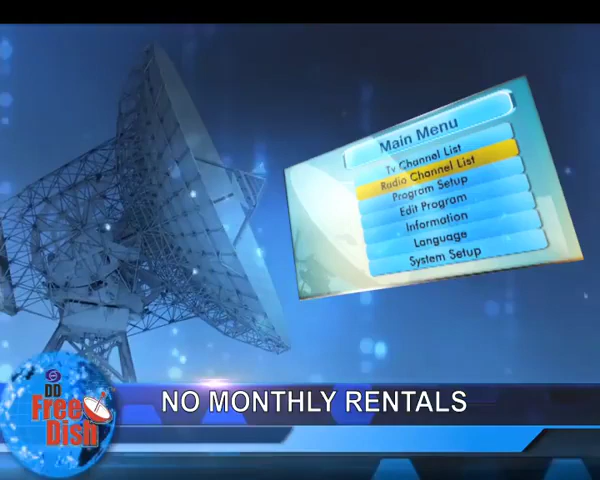 Main Menu
Tv Channel List
Radio Channel List
Program Setup
Edit Program
Information
Language
System Setup
DD
Free
Dish
NO MONTHLY RENTALS